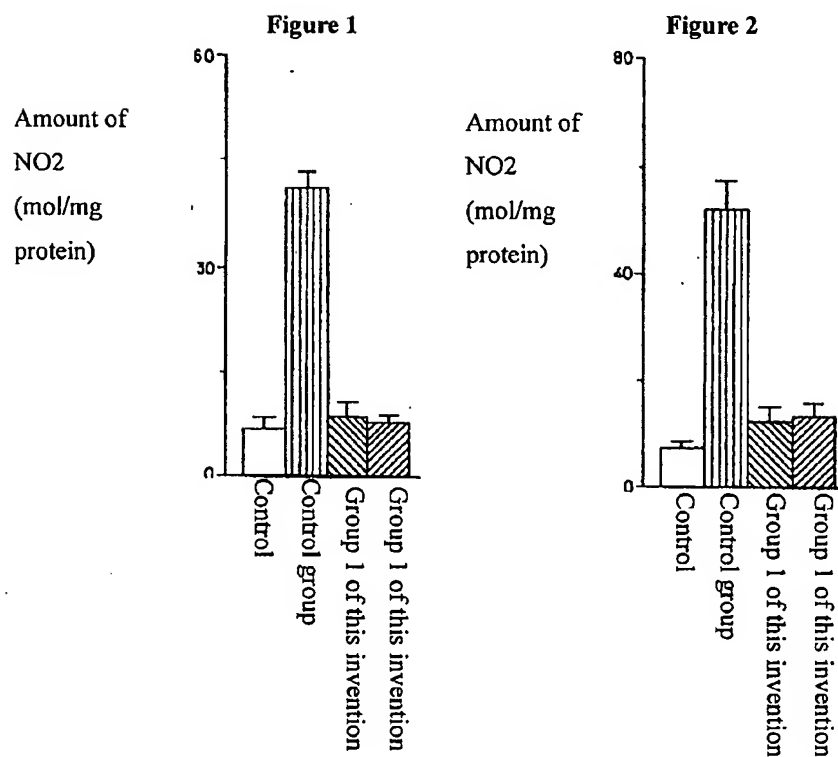 Figure 1
Amount of
NO2
(mol/mg
protein)
60
30
0
Control
Control group
Group 1 of this invention
Group 1 of this invention
Figure 2
Amount of
NO2
(mol/mg
protein)
80
40
0
Control
Control group
Group 1 of this invention
Group 1 of this invention